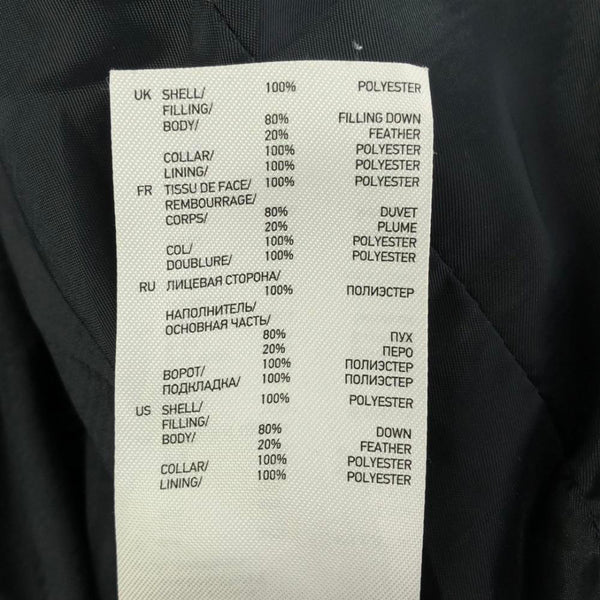 UK SHELL/ 100% POLYESTER
FILLING/
BODY/ 80% FILLING DOWN
20% FEATHER
COLLAR/ 100% POLYESTER
LINING/ 100% POLYESTER
FR TISSU DE FACE/ 100% POLYESTER
REMBOURRAGE/
CORPS/ 80% DUVET
20% PLUME
COL/ 100% POLYESTER
DOUBLURE/ 100% POLYESTER
RU ЛИЦЕВАЯ СТОРОНА/
100% ПОЛИЭСТЕР
НАПОЛНИТЕЛЬ/
ОСНОВНАЯ ЧАСТЬ/
80% ПУХ
20% ПЕРО
ВОРОТ/ 100% ПОЛИЭСТЕР
ПОДКЛАДКА/ 100% ПОЛИЭСТЕР
US SHELL/ 100% POLYESTER
FILLING/
BODY/ 80% DOWN
20% FEATHER
COLLAR/ 100% POLYESTER
LINING/ 100% POLYESTER